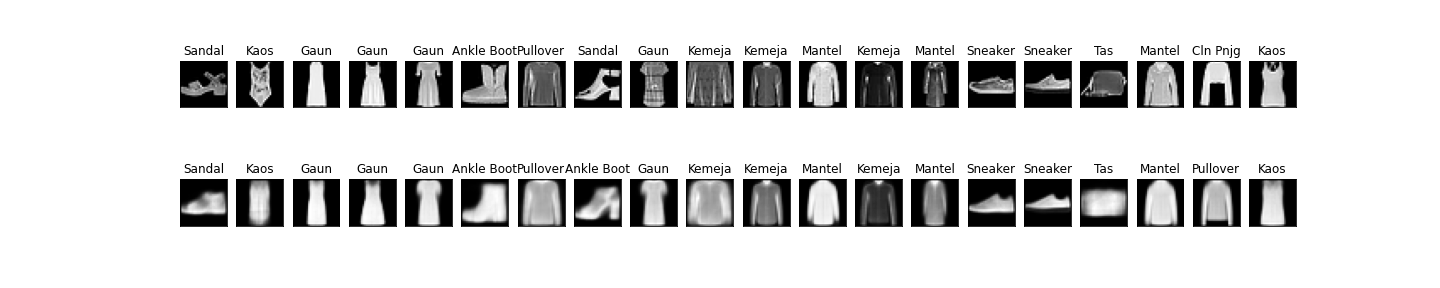 Sandal Kaos Gaun Gaun Gaun Ankle Boot Pullover Sandal Gaun Kemeja Kemeja Mantel Kemeja Mantel Sneaker Sneaker Tas Mantel Cln Pnjg Kaos
Sandal Kaos Gaun Gaun Gaun Ankle Boot Pullover Ankle Boot Gaun Kemeja Kemeja Mantel Kemeja Mantel Sneaker Sneaker Tas Mantel Pullover Kaos